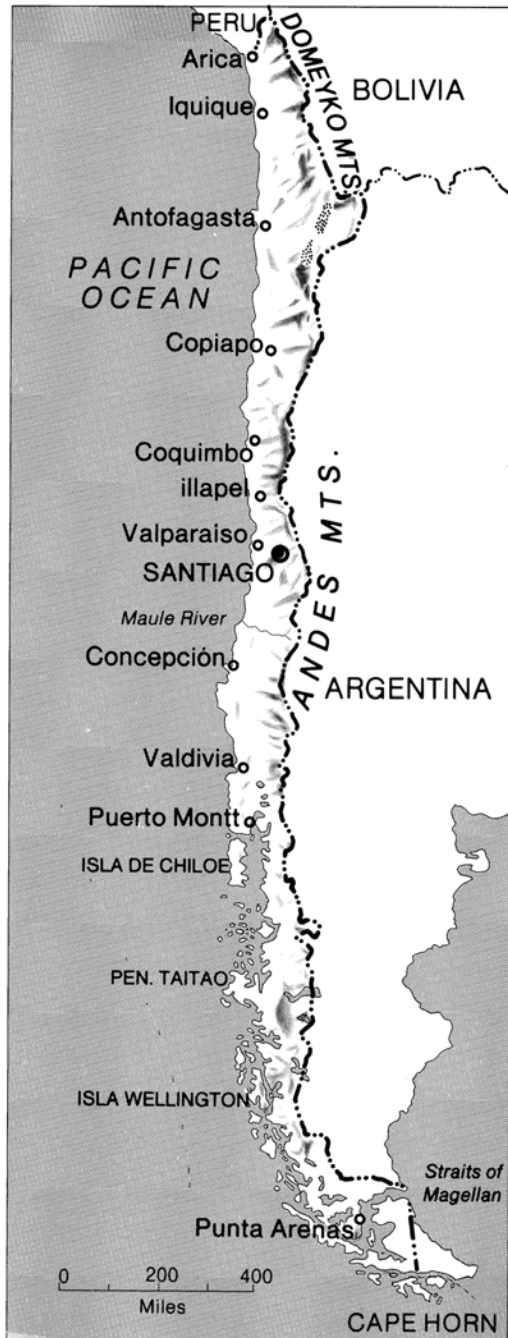 PERU
DOMEYKO MTS.
Arica
BOLIVIA
Iquique
Antofagasta
PACIFIC
OCEAN
Copiapo
Coquimbo
illapel
ANDES MTS.
Valparaiso
SANTIAGO
Maule River
Concepción
ARGENTINA
Valdivia
Puerto Montt
ISLA DE CHILOE
PEN. TAITAO
ISLA WELLINGTON
Straits of
Magellan
Punta Arenas
0 200 400
Miles
CAPE HORN